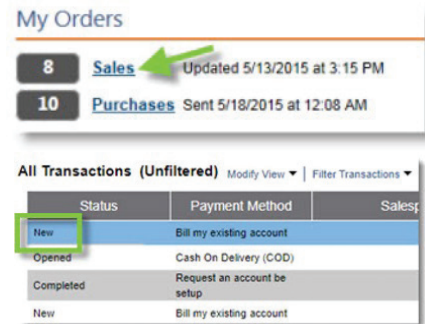 My Orders
8 Sales Updated 5/13/2015 at 3:15 PM
10 Purchases Sent 5/18/2015 at 12:08 AM
All Transactions (Unfiltered) Modify View ▼ | Filter Transactions ▼
Status Payment Method Salesp
New Bill my existing account
Opened Cash On Delivery (COD)
Completed Request an account be
setup
New Bill my existing account